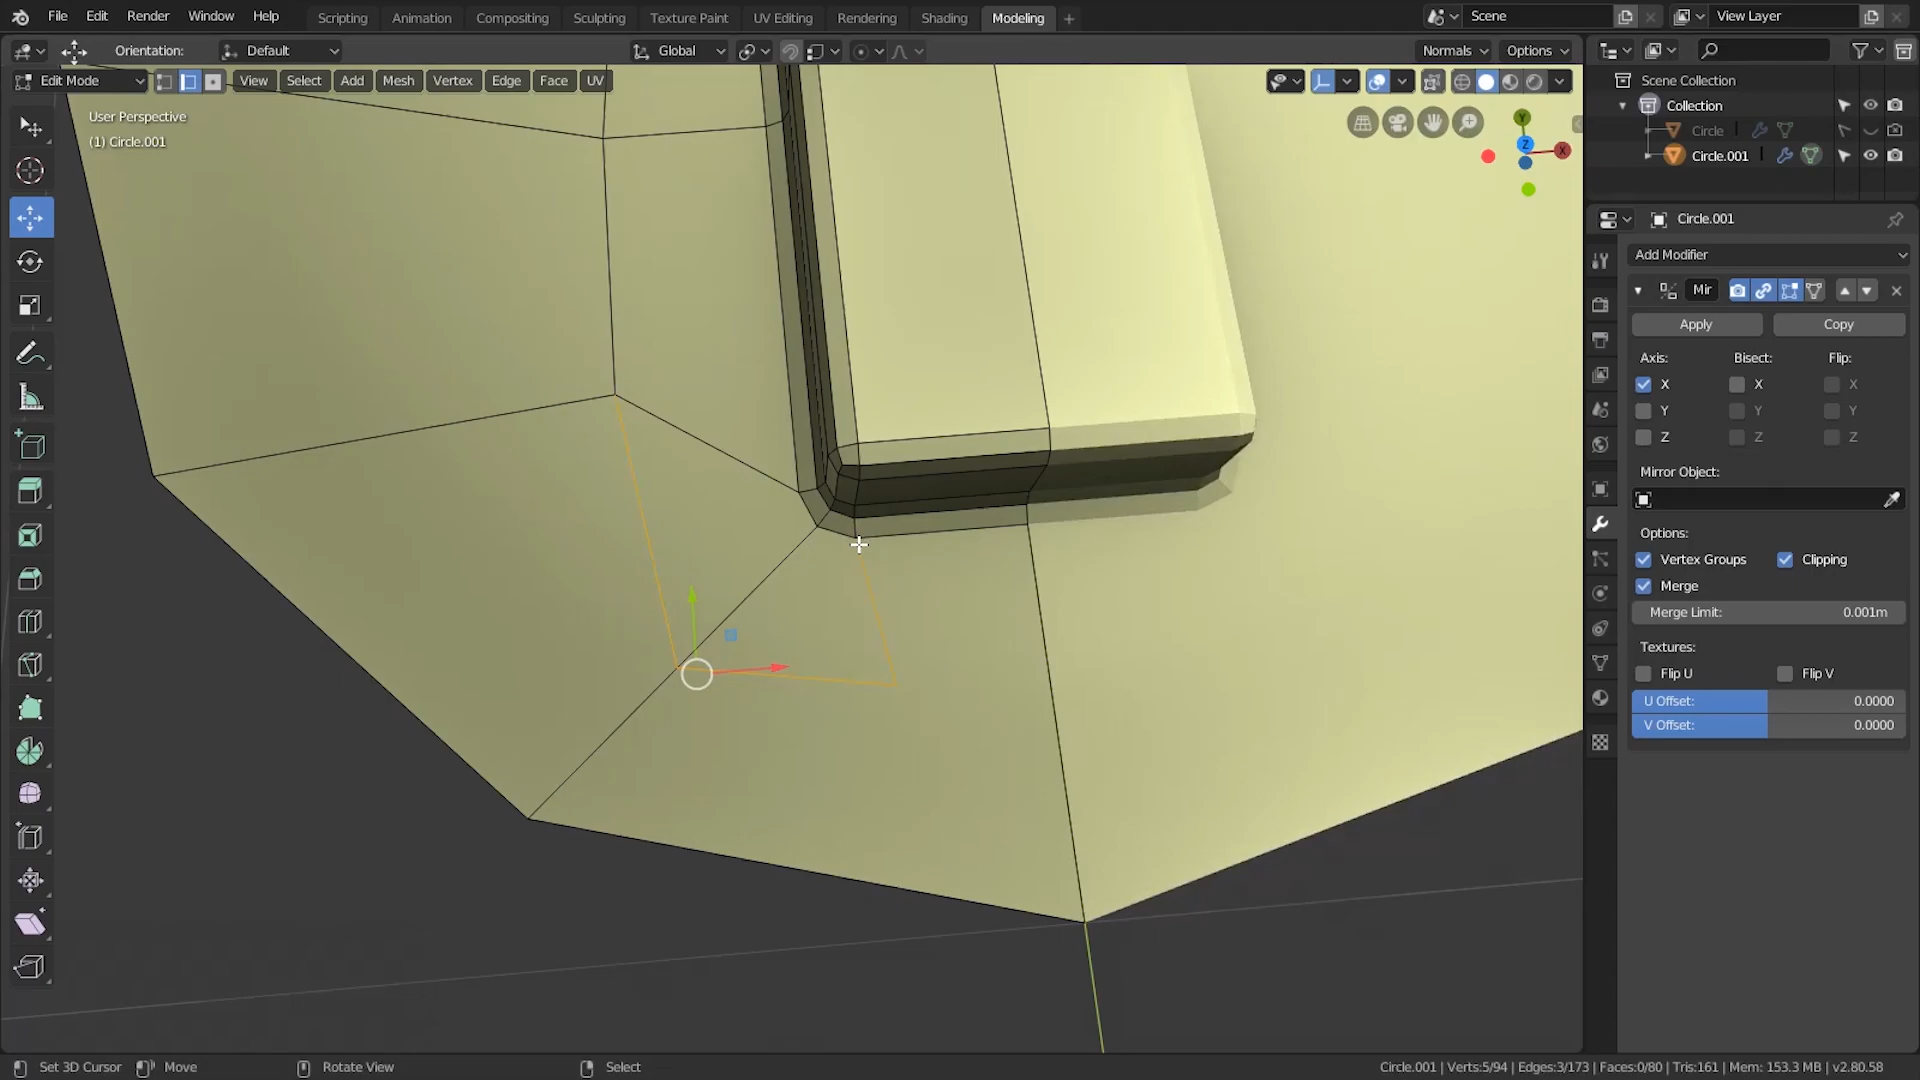 File Edit Render Window Help Scripting Animation Compositing Sculpting Texture Paint UV Editing Rendering Shading Modeling + Scene View Layer
Orientation: Default Global Normals Options
Edit Mode View Select Add Mesh Vertex Edge Face UV
User Perspective
(1) Circle.001
Y
Z
X
Scene Collection
Collection
Circle
Circle.001
Circle.001
Add Modifier
Mir
Apply Copy
Axis: Bisect: Flip:
X X X
Y Y Y
Z Z Z
Mirror Object:
Options:
Vertex Groups Clipping
Merge
Merge Limit: 0.001m
Textures:
Flip U Flip V
U Offset: 0.0000
V Offset: 0.0000
Set 3D Cursor Move Rotate View Select Circle.001 | Verts:5/94 | Edges:3/173 | Faces:0/80 | Tris:161 | Mem: 153.3 MB | v2.80.58